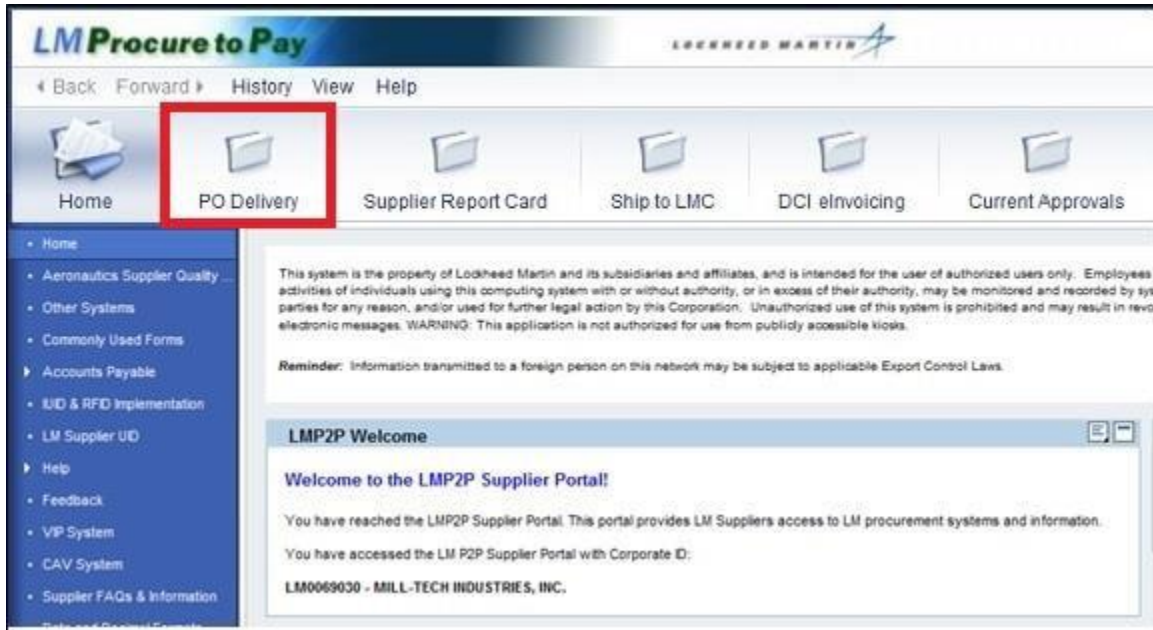 LM Procure to Pay
LOCKHEED MARTIN
Back Forward History View Help
Home
PO Delivery
Supplier Report Card
Ship to LMC
DCI eInvoicing
Current Approvals
Home
Aeronautics Supplier Quality ...
Other Systems
Commonly Used Forms
Accounts Payable
IUID & RFID Implementation
LM Supplier UID
Help
Feedback
VIP System
CAV System
Supplier FAQs & Information
Date and Decimal Formats
This system is the property of Lockheed Martin and its subsidiaries and affiliates, and is intended for the user of authorized users only. Employees
activities of individuals using this computing system with or without authority, or in excess of their authority, may be monitored and recorded by sys
parties for any reason, and/or used for further legal action by this Corporation. Unauthorized use of this system is prohibited and may result in revo
electronic messages. WARNING: This application is not authorized for use from publicly accessible kiosks.
Reminder: Information transmitted to a foreign person on this network may be subject to applicable Export Control Laws.
LMP2P Welcome
Welcome to the LMP2P Supplier Portal!
You have reached the LMP2P Supplier Portal. This portal provides LM Suppliers access to LM procurement systems and information.
You have accessed the LM P2P Supplier Portal with Corporate ID:
LM0069030 - MILL-TECH INDUSTRIES, INC.